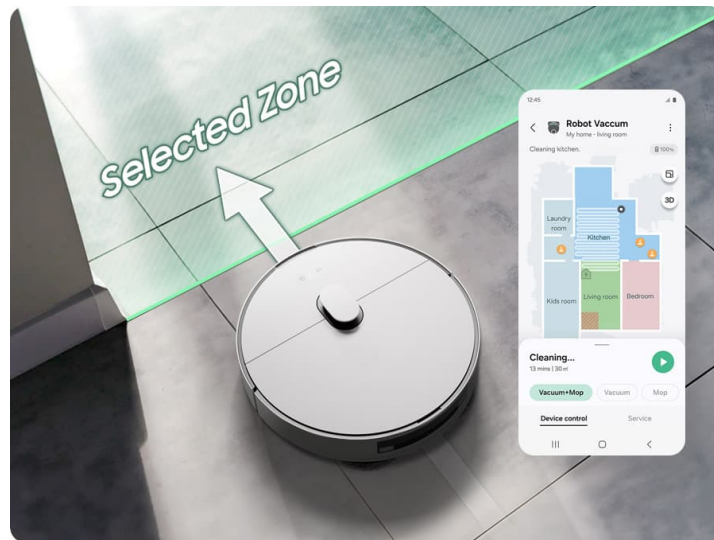 Selected Zone
12:45
Robot Vaccum
My home - living room
Cleaning kitchen.
100%
3D
Laundry
room
Kitchen
Kids room
Living room
Bedroom
Cleaning...
13 mins | 30㎡
Vacuum+Mop
Vacuum
Mop
Device control
Service